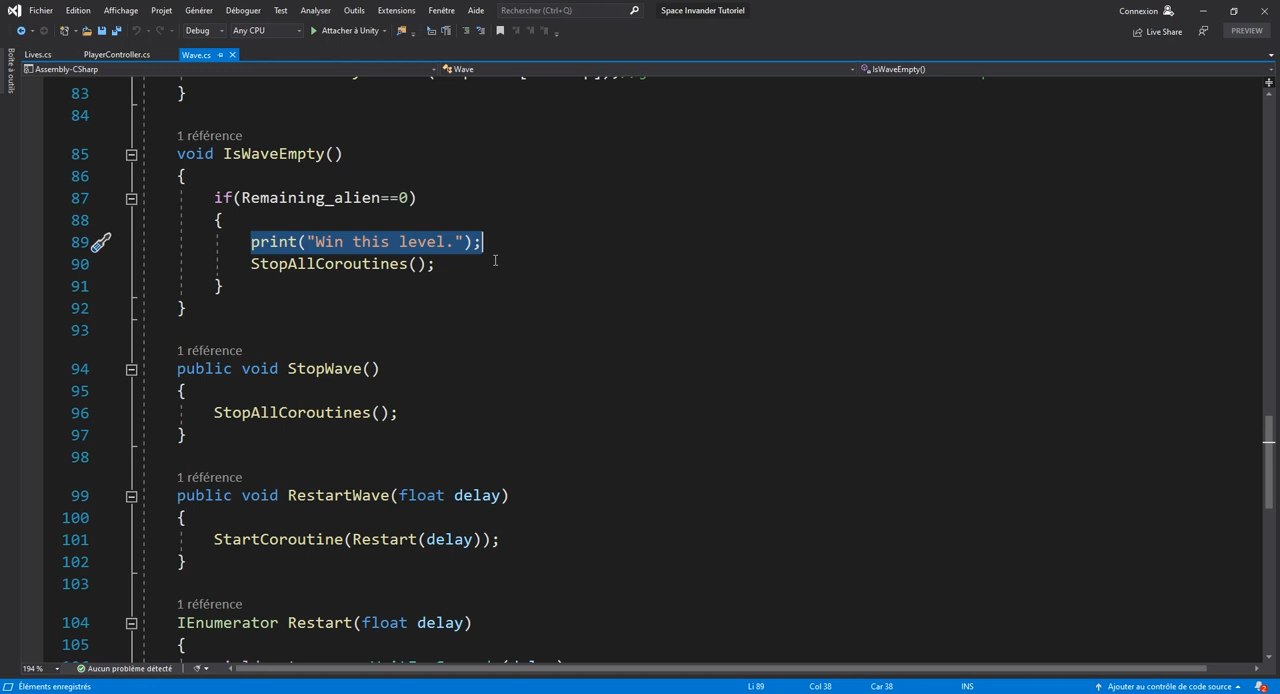 Fichier Edition Affichage Projet Générer Déboguer Test Analyser Outils Extensions Fenêtre Aide Rechercher (Ctrl+Q) Space Invander Tutoriel Connexion
Debug Any CPU Attacher à Unity Live Share PREVIEW
Boîte à outils
Lives.cs PlayerController.cs Wave.cs
Assembly-CSharp Wave IsWaveEmpty()
83 }
84
1 référence
85 void IsWaveEmpty()
86 {
87 if(Remaining_alien==0)
88 {
89 print("Win this level.");
90 StopAllCoroutines();
91 }
92 }
93
1 référence
94 public void StopWave()
95 {
96 StopAllCoroutines();
97 }
98
1 référence
99 public void RestartWave(float delay)
100 {
101 StartCoroutine(Restart(delay));
102 }
103
1 référence
104 IEnumerator Restart(float delay)
105 {
194 % Aucun problème détecté
Éléments enregistrés Li 89 Col 38 Car 38 INS Ajouter au contrôle de code source 2